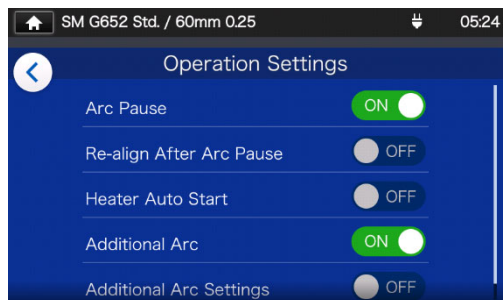 SM G652 Std. / 60mm 0.25 05:24
Operation Settings
Arc Pause ON
Re-align After Arc Pause OFF
Heater Auto Start OFF
Additional Arc ON
Additional Arc Settings OFF